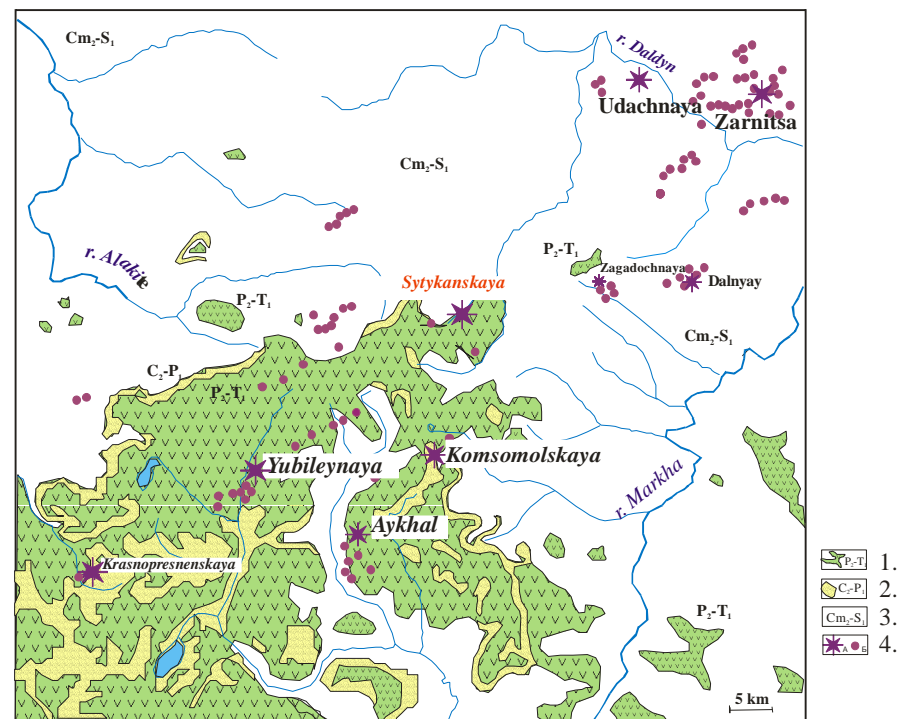 Cm₂-S₁
r. Daldyn
Udachnaya
Zarnitsa
Cm₂-S₁
r. Alakite
P₂-T₁
Zagadochnaya
Dalnyay
Sytykanskaya
P₂-T₁
Cm₂-S₁
C₂-P₁
P₂-T₁
Yubileynaya
Komsomolskaya
r. Markha
Aykhal
Krasnopresnenskaya
P₂-T₁
5 km
P₂-T 1.
C₂-P₁ 2.
Cm₂-S₁ 3.
А Б 4.